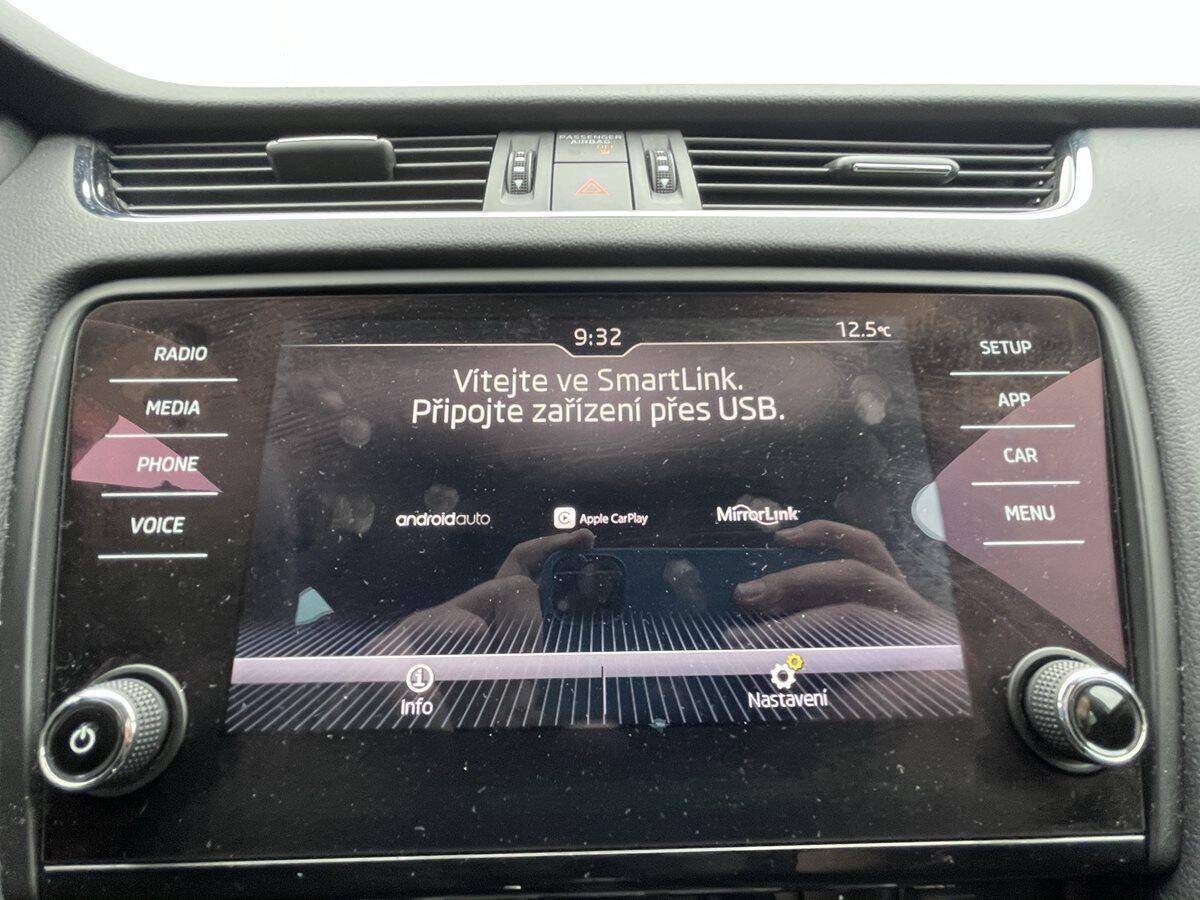 PASSENGER
AIRBAG
OFF
9:32
12.5°C
RADIO
MEDIA
PHONE
VOICE
Vítejte ve SmartLink.
Připojte zařízení přes USB.
androidauto
Apple CarPlay
MirrorLink
Info
Nastavení
SETUP
APP
CAR
MENU